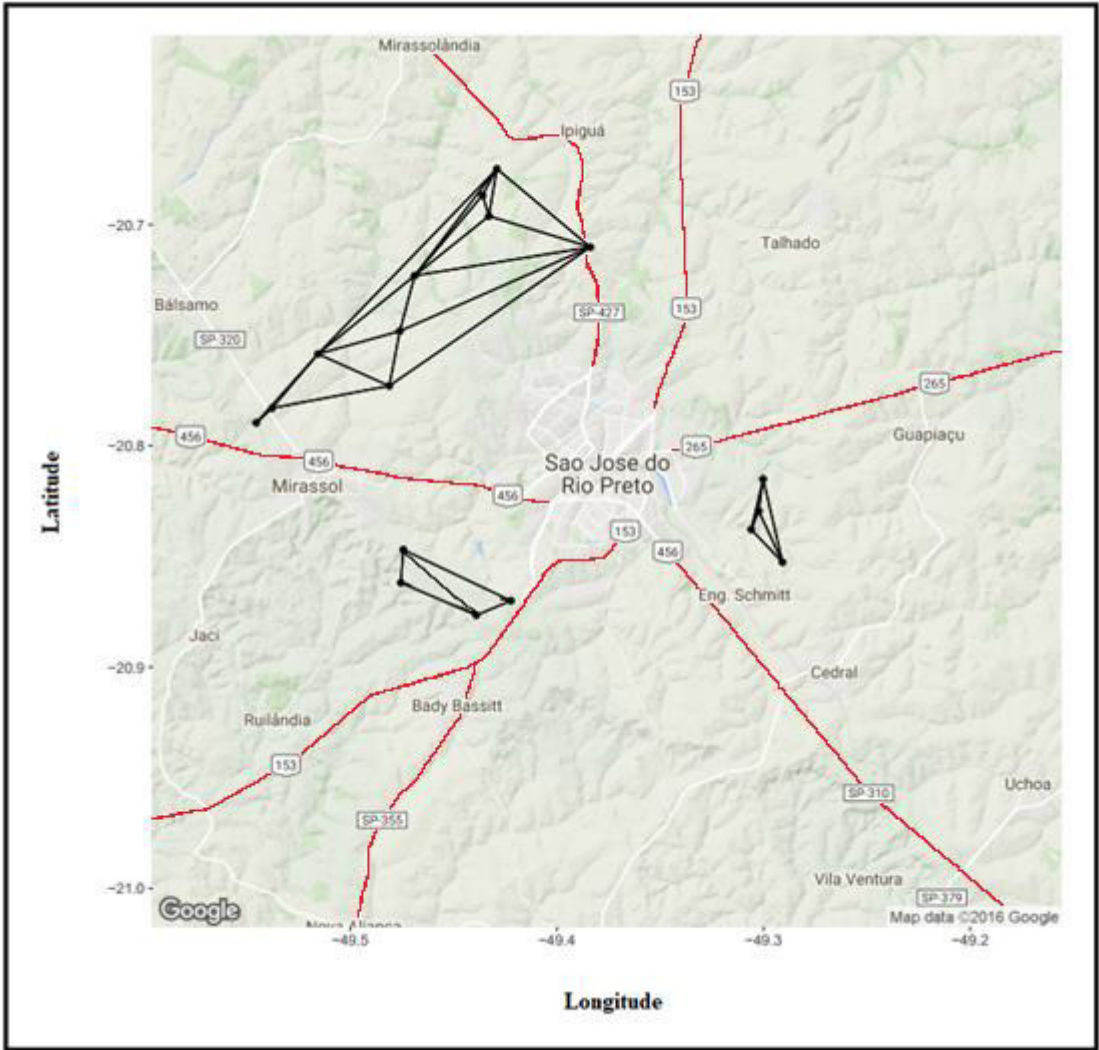 Mirassolândia
153
Ipiguá
-20.7
Talhado
Bálsamo
SP-427
153
SP-320
265
456
-20.8
456
265
Guapiaçu
Sao Jose do
Rio Preto
Mirassol
456
Latitude
153
456
Eng. Schmitt
Jaci
-20.9
Cedral
Bady Bassitt
Ruilândia
153
Uchoa
SP-310
SP-355
Vila Ventura
-21.0
SP-379
Google
Map data ©2016 Google
Nova Aliança
-49.5
-49.4
-49.3
-49.2
Longitude